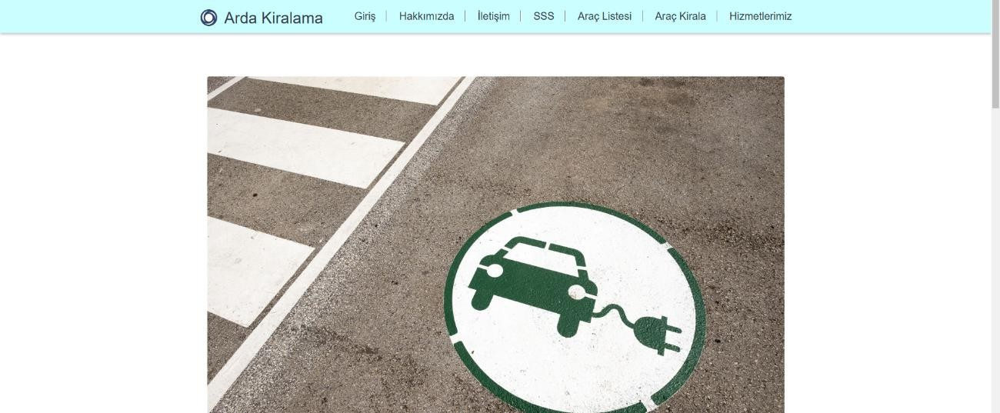 Arda Kiralama
Giriş
Hakkımızda
İletişim
SSS
Araç Listesi
Araç Kirala
Hizmetlerimiz